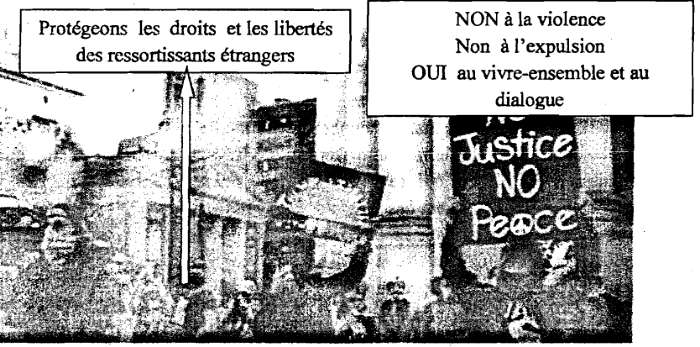 Protégeons les droits et les libertés
des ressortissants étrangers
NON à la violence
Non à l'expulsion
OUI au vivre-ensemble et au
dialogue
NO
Justice
NO
Peace